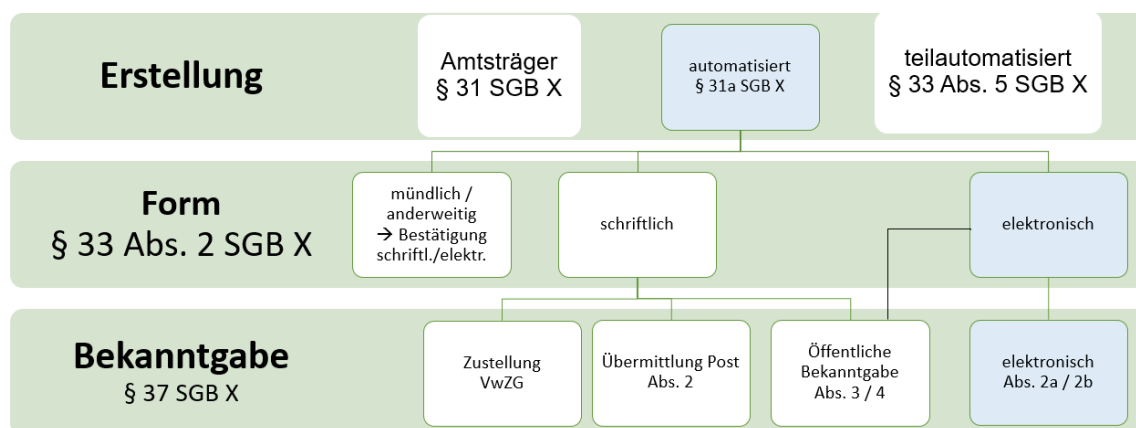 Erstellung
Amtsträger
§ 31 SGB X
automatisiert
§ 31a SGB X
teilautomatisiert
§ 33 Abs. 5 SGB X
Form
§ 33 Abs. 2 SGB X
mündlich /
anderweitig
→ Bestätigung
schriftl./elektr.
schriftlich
elektronisch
Bekanntgabe
§ 37 SGB X
Zustellung
VwZG
Übermittlung Post
Abs. 2
Öffentliche
Bekanntgabe
Abs. 3 / 4
elektronisch
Abs. 2a / 2b